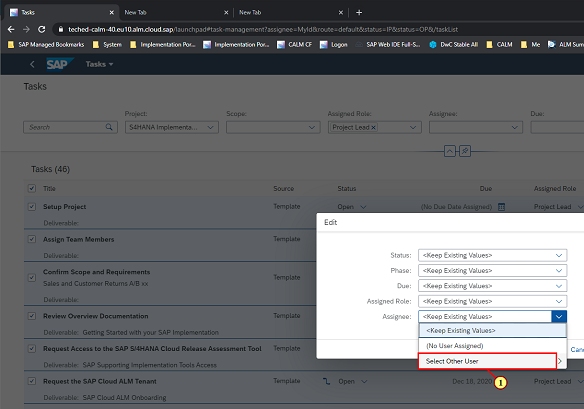 Tasks
New Tab
New Tab
teched-calm-40.eu10.alm.cloud.sap/launchpad#task-management?assignee=MyId&route=default&status=IP&status=OP&/taskList
SAP Managed Bookmarks
System
Implementation Por...
Implementation Por...
CALM CF
Logon
SAP Web IDE Full-S...
DwC Stable All
CALM
Me
ALM Sum
SAP
Tasks
Tasks
Project:
Scope:
Assigned Role:
Assignee:
Due:
Search
S4HANA Implementa...
Project Lead
Tasks (46)
Title
Source
Status
Due
Assigned Role
Setup Project
Template
Open
(No Due Date Assigned)
Project Lead
Deliverable:
Assign Team Members
Template
Deliverable:
Confirm Scope and Requirements
Template
Sales and Customer Returns A/B xx
Deliverable:
Review Overview Documentation
Template
Deliverable: Getting Started with your SAP Implementation
Request Access to the SAP S/4HANA Cloud Release Assessment Tool
Template
Deliverable: SAP Supporting Implementation Tools Access
Request the SAP Cloud ALM Tenant
Template
Open
Dec 18, 2020
Project Lead
Deliverable: SAP Cloud ALM Onboarding
Edit
Status: <Keep Existing Values>
Phase: <Keep Existing Values>
Due: <Keep Existing Values>
Assigned Role: <Keep Existing Values>
Assignee: <Keep Existing Values>
<Keep Existing Values>
(No User Assigned)
Select Other User
Canc
1